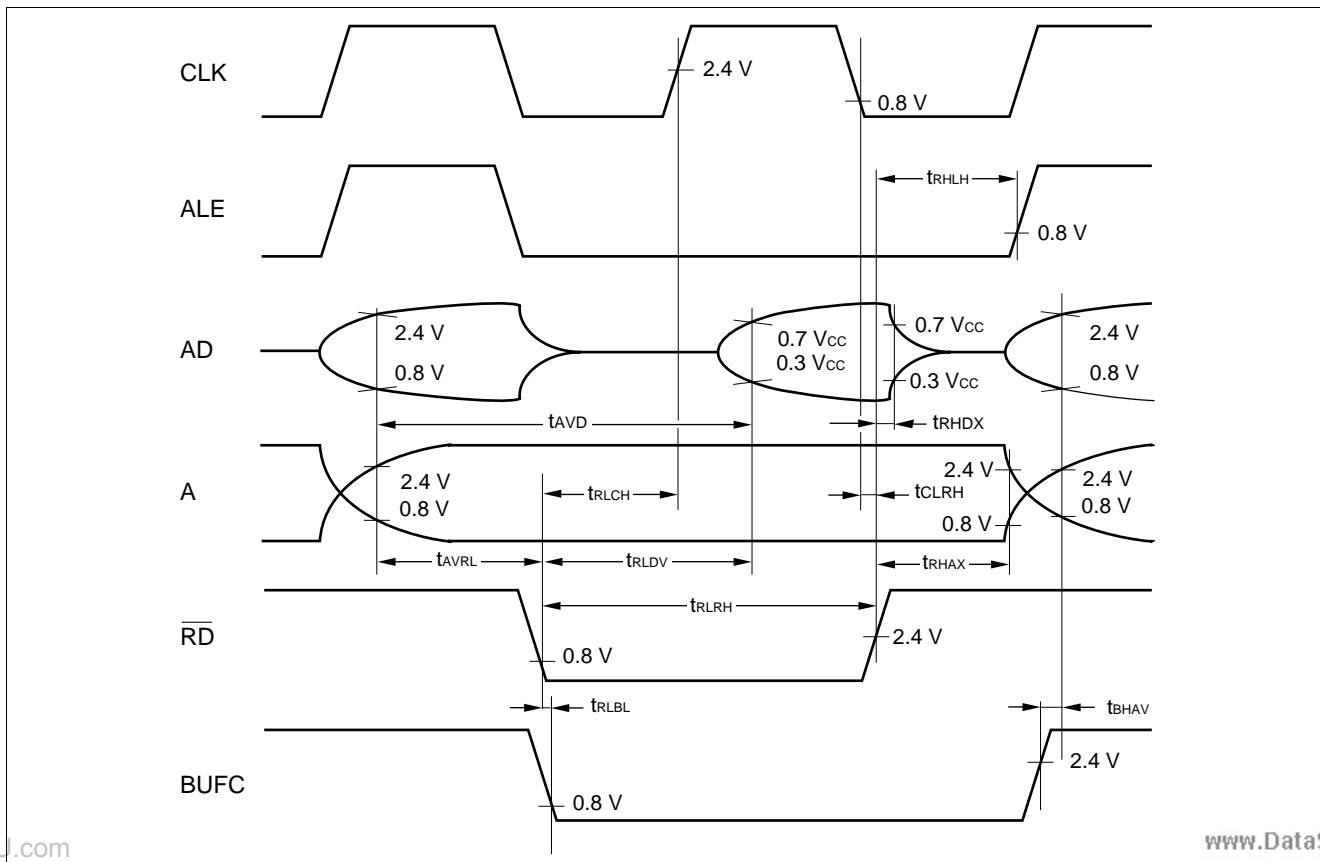 CLK
2.4 V
0.8 V
tRHLH
ALE
0.8 V
AD
2.4 V
0.8 V
0.7 VCC
0.3 VCC
0.7 VCC
0.3 VCC
2.4 V
0.8 V
tAVD
tRHDX
A
2.4 V
0.8 V
tRLCH
2.4 V
0.8 V
tCLRH
2.4 V
0.8 V
tAVRL
tRLDV
tRHAX
tRLRH
RD
0.8 V
2.4 V
tRLBL
tBHAV
BUFC
0.8 V
2.4 V
.com
www.DataS